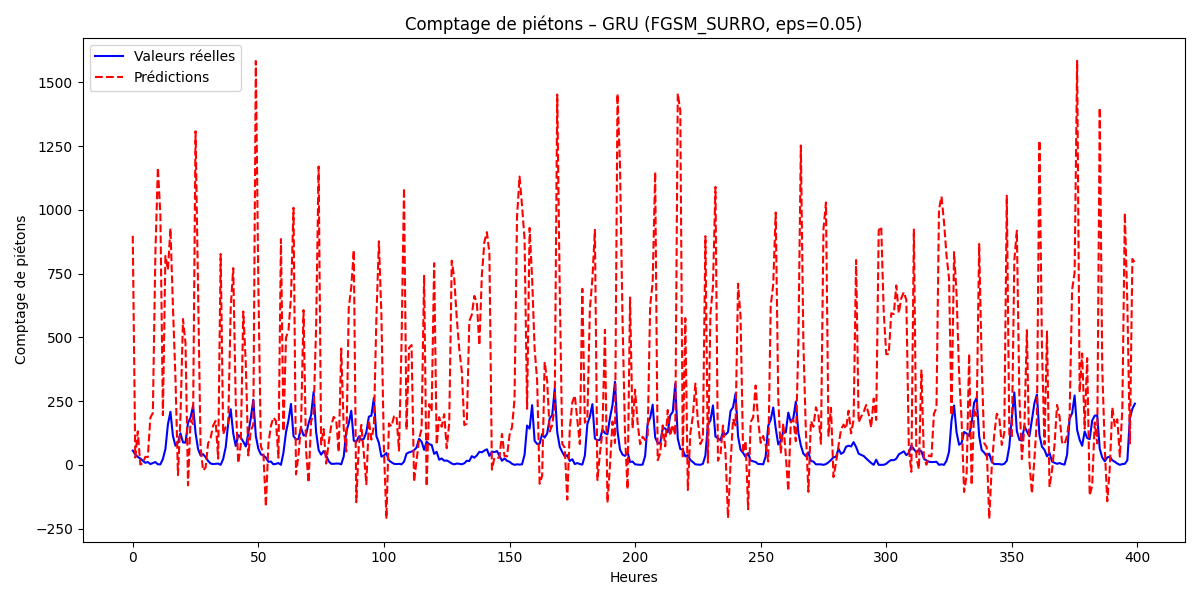 Comptage de piétons – GRU (FGSM_SURRO, eps=0.05)
Valeurs réelles
Prédictions
Comptage de piétons
1500
1250
1000
750
500
250
0
−250
0 50 100 150 200 250 300 350 400
Heures